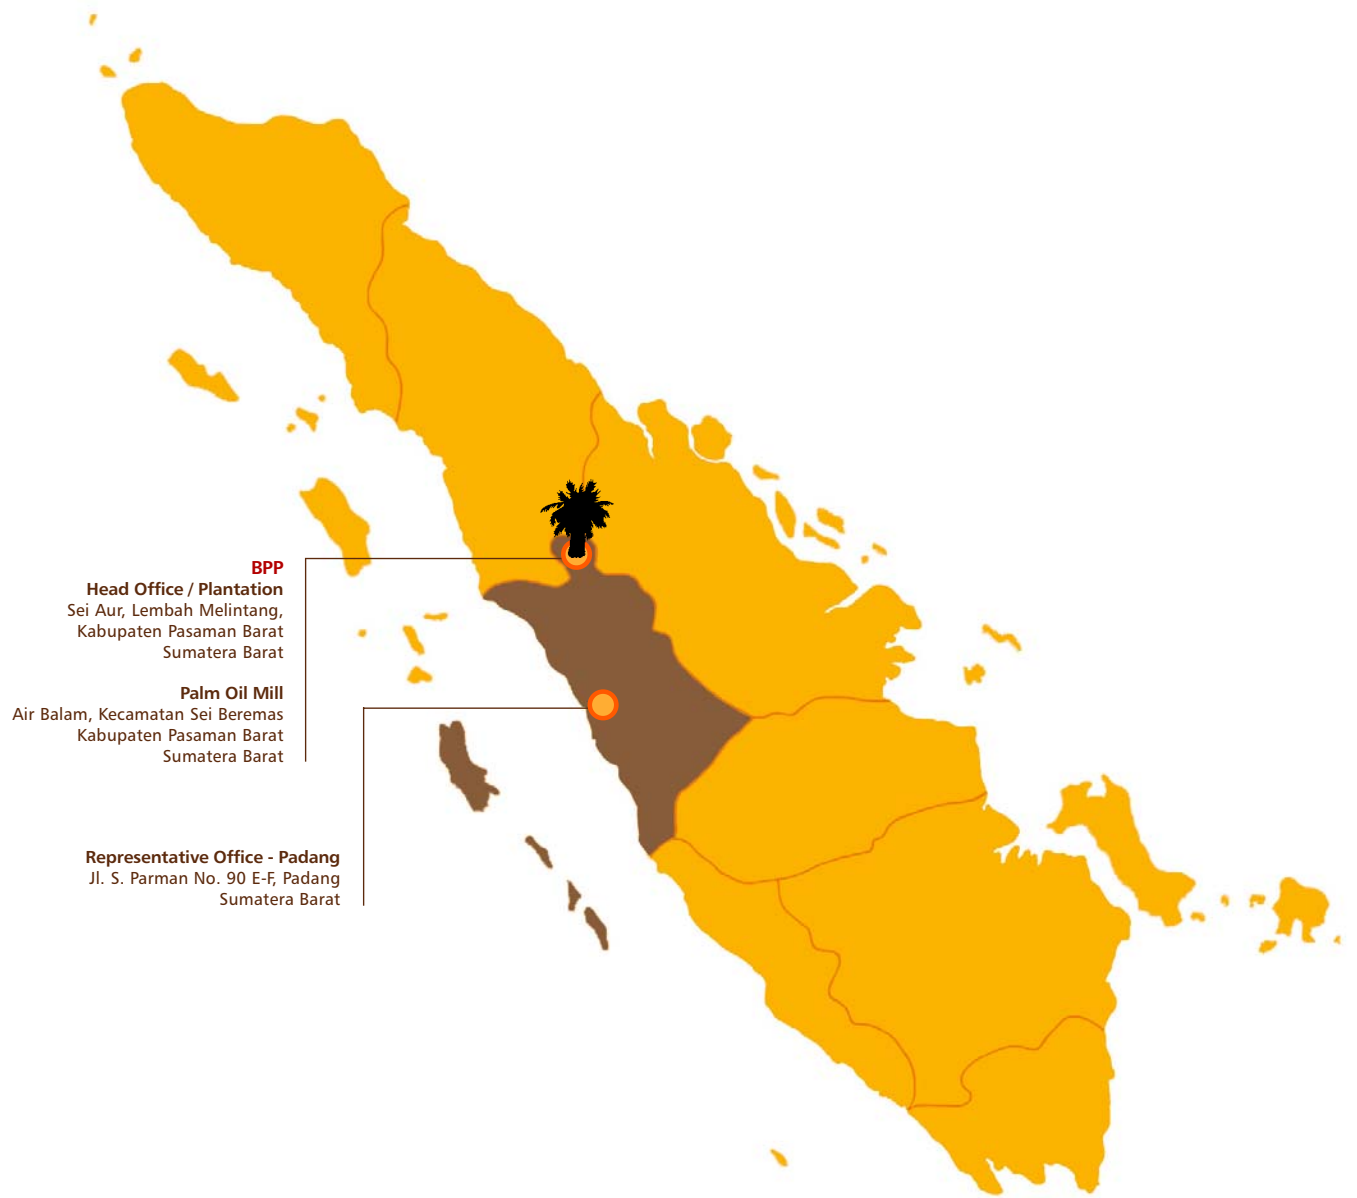 BPP
Head Office / Plantation
Sei Aur, Lembah Melintang,
Kabupaten Pasaman Barat
Sumatera Barat
Palm Oil Mill
Air Balam, Kecamatan Sei Beremas
Kabupaten Pasaman Barat
Sumatera Barat
Representative Office - Padang
Jl. S. Parman No. 90 E-F, Padang
Sumatera Barat